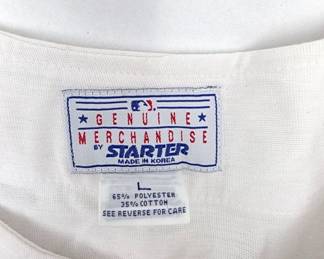 GENUINE
MERCHANDISE
BY STARTER
MADE IN KOREA
L
65% POLYESTER
35% COTTON
SEE REVERSE FOR CARE